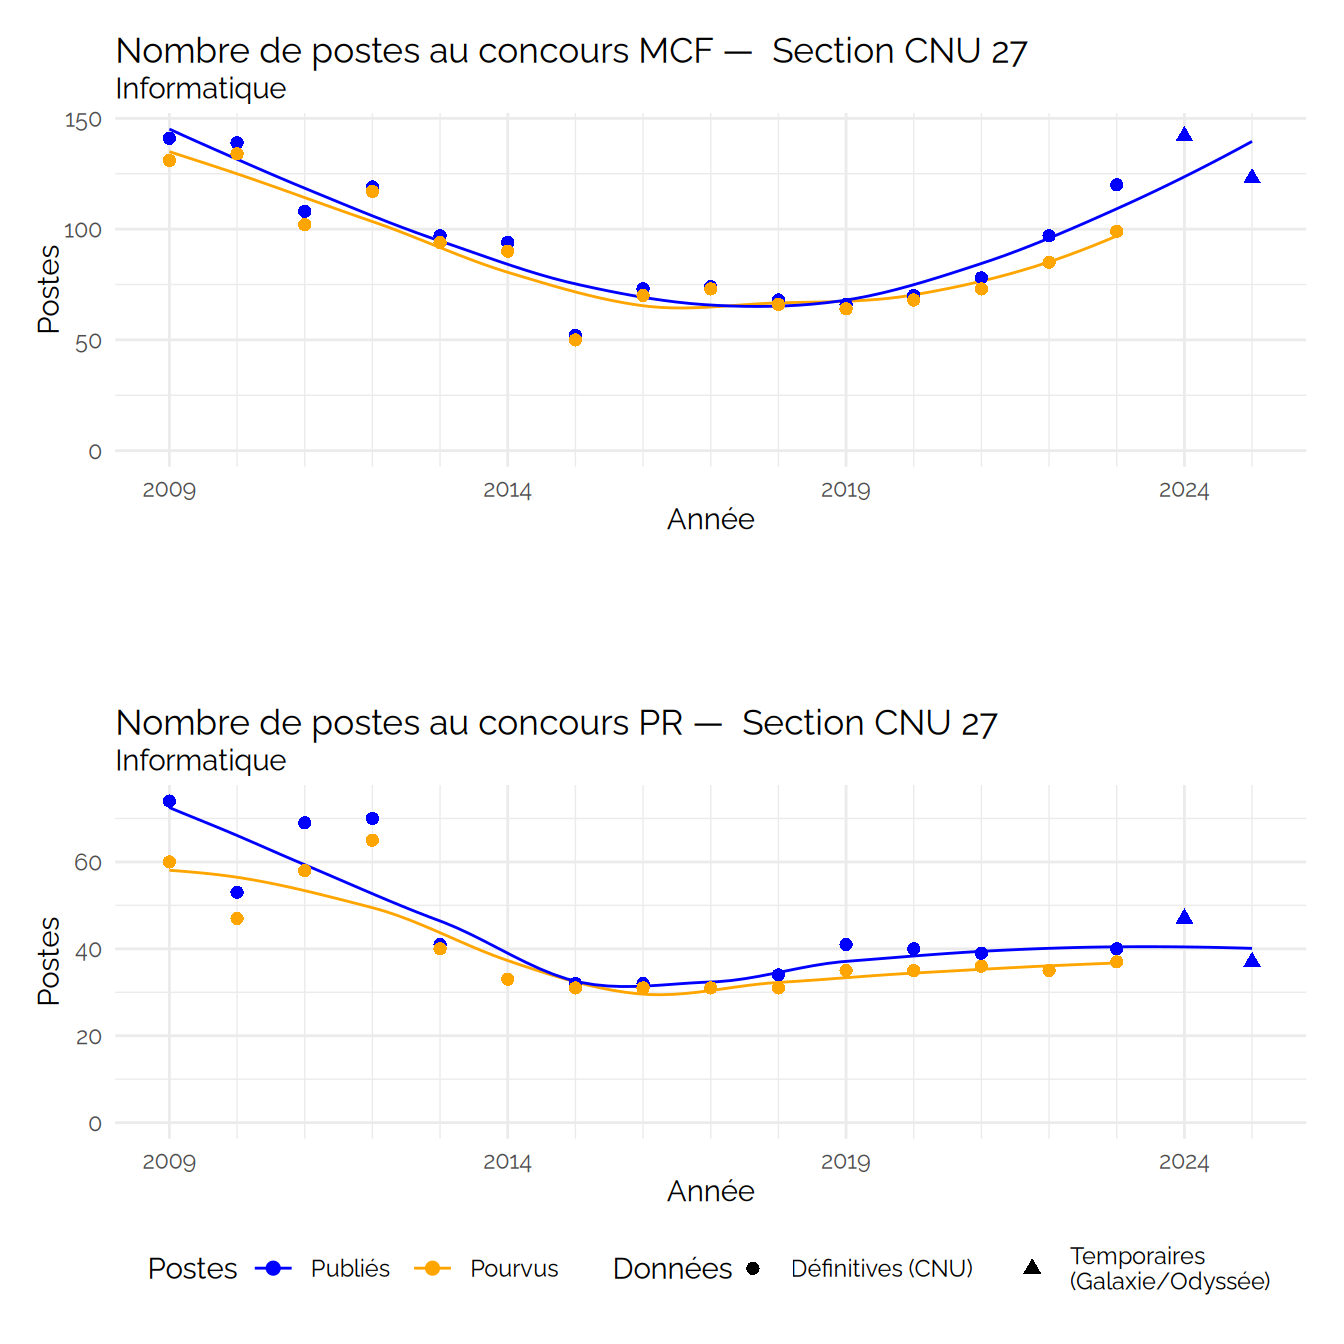 Nombre de postes au concours MCF — Section CNU 27
Informatique
150
100
50
0
Postes
2009 2014 2019 2024
Année
Nombre de postes au concours PR — Section CNU 27
Informatique
60
40
20
0
Postes
2009 2014 2019 2024
Année
Postes Publiés Pourvus Données Définitives (CNU) Temporaires
(Galaxie/Odyssée)